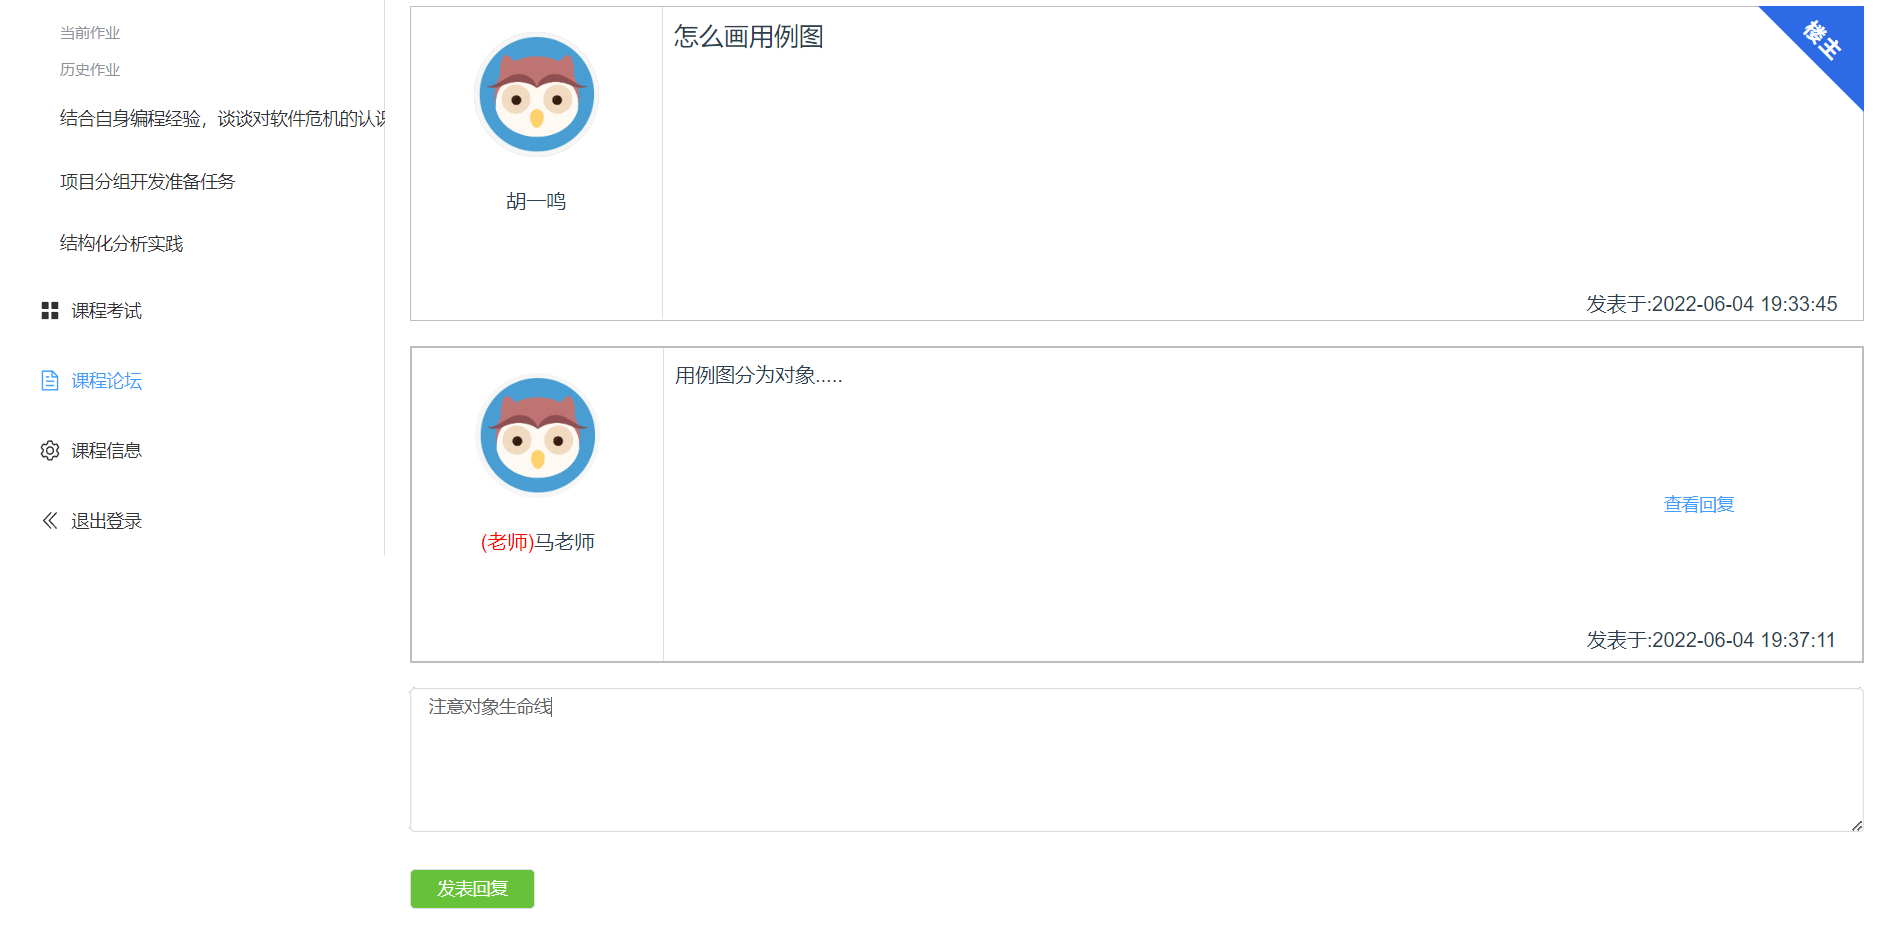 当前作业
历史作业
结合自身编程经验，谈谈对软件危机的认识
项目分组开发准备任务
结构化分析实践
课程考试
课程论坛
课程信息
退出登录
怎么画用例图
楼主
胡一鸣
发表于:2022-06-04 19:33:45
用例图分为对象.....
查看回复
(老师)马老师
发表于:2022-06-04 19:37:11
注意对象生命线
发表回复